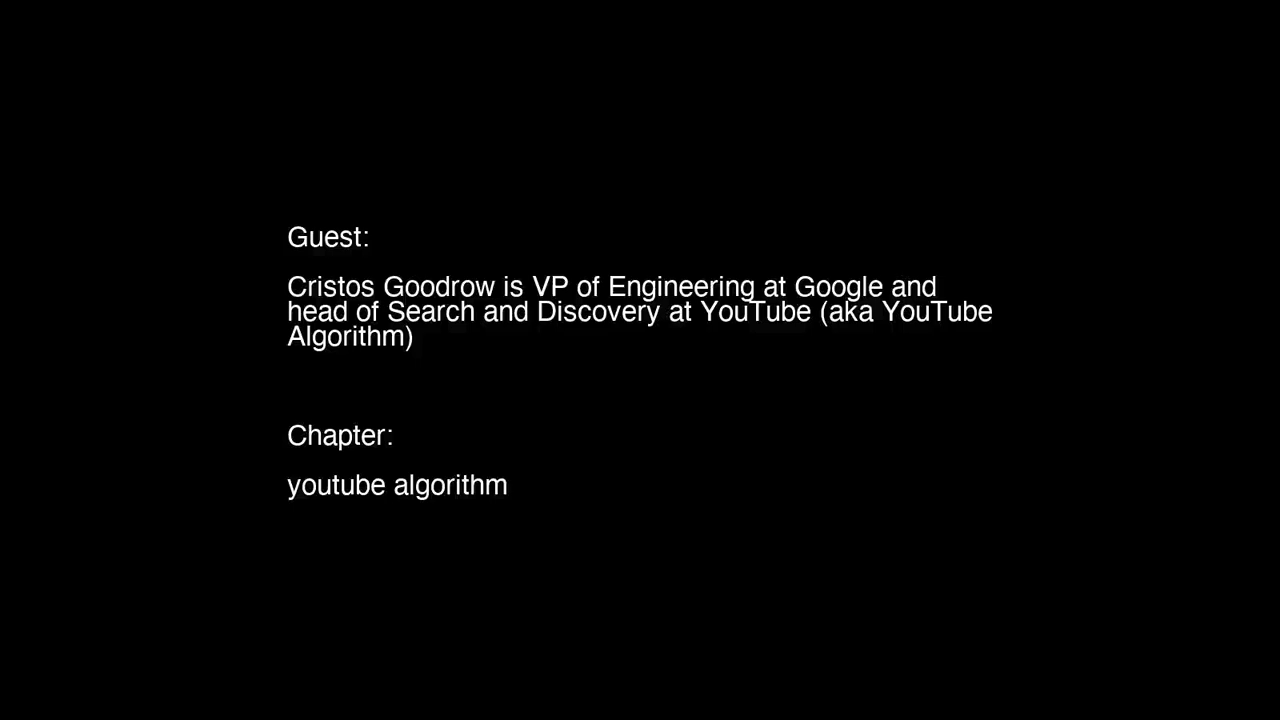 Guest:
Cristos Goodrow is VP of Engineering at Google and
head of Search and Discovery at YouTube (aka YouTube
Algorithm)
Chapter:
youtube algorithm